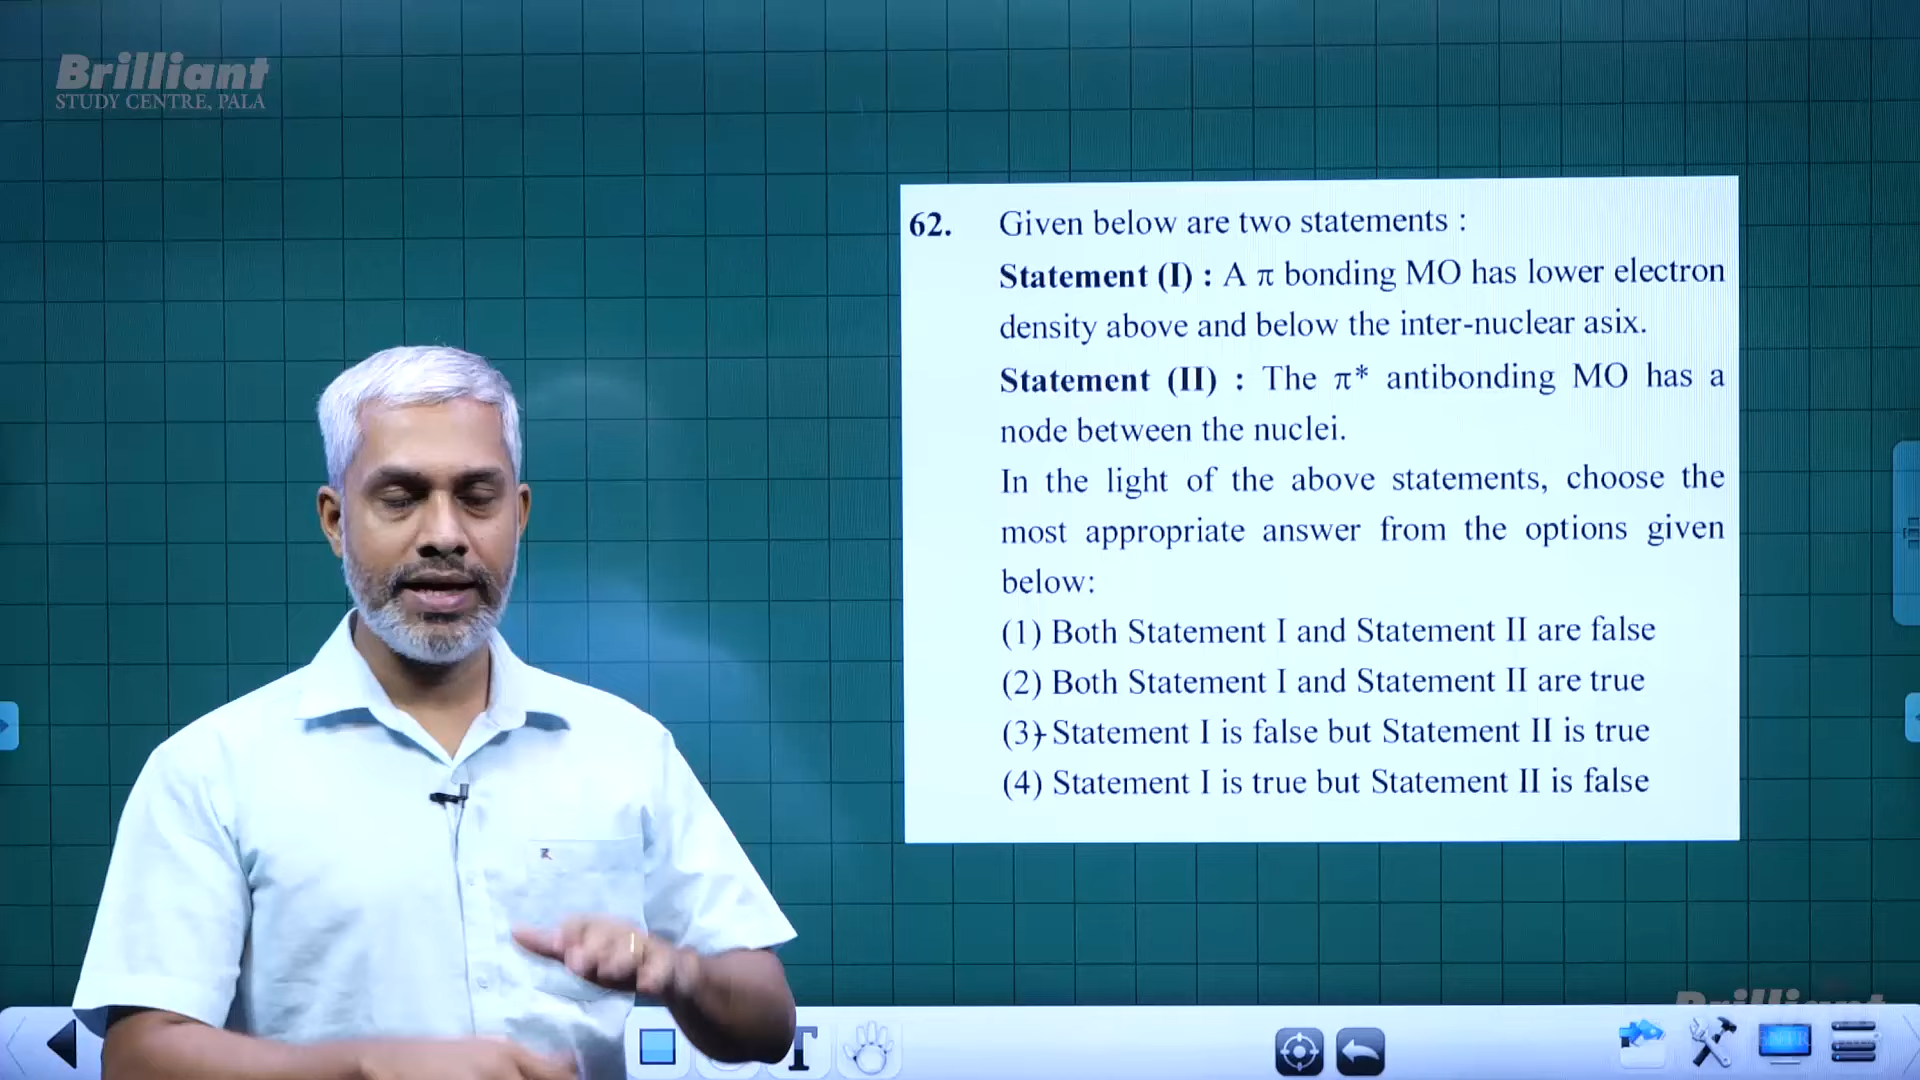 Brilliant
STUDY CENTRE, PALA
62. Given below are two statements :
Statement (I) : A π bonding MO has lower electron
density above and below the inter-nuclear asix.
Statement (II) : The π* antibonding MO has a
node between the nuclei.
In the light of the above statements, choose the
most appropriate answer from the options given
below:
(1) Both Statement I and Statement II are false
(2) Both Statement I and Statement II are true
(3) Statement I is false but Statement II is true
(4) Statement I is true but Statement II is false
Brilliant
T